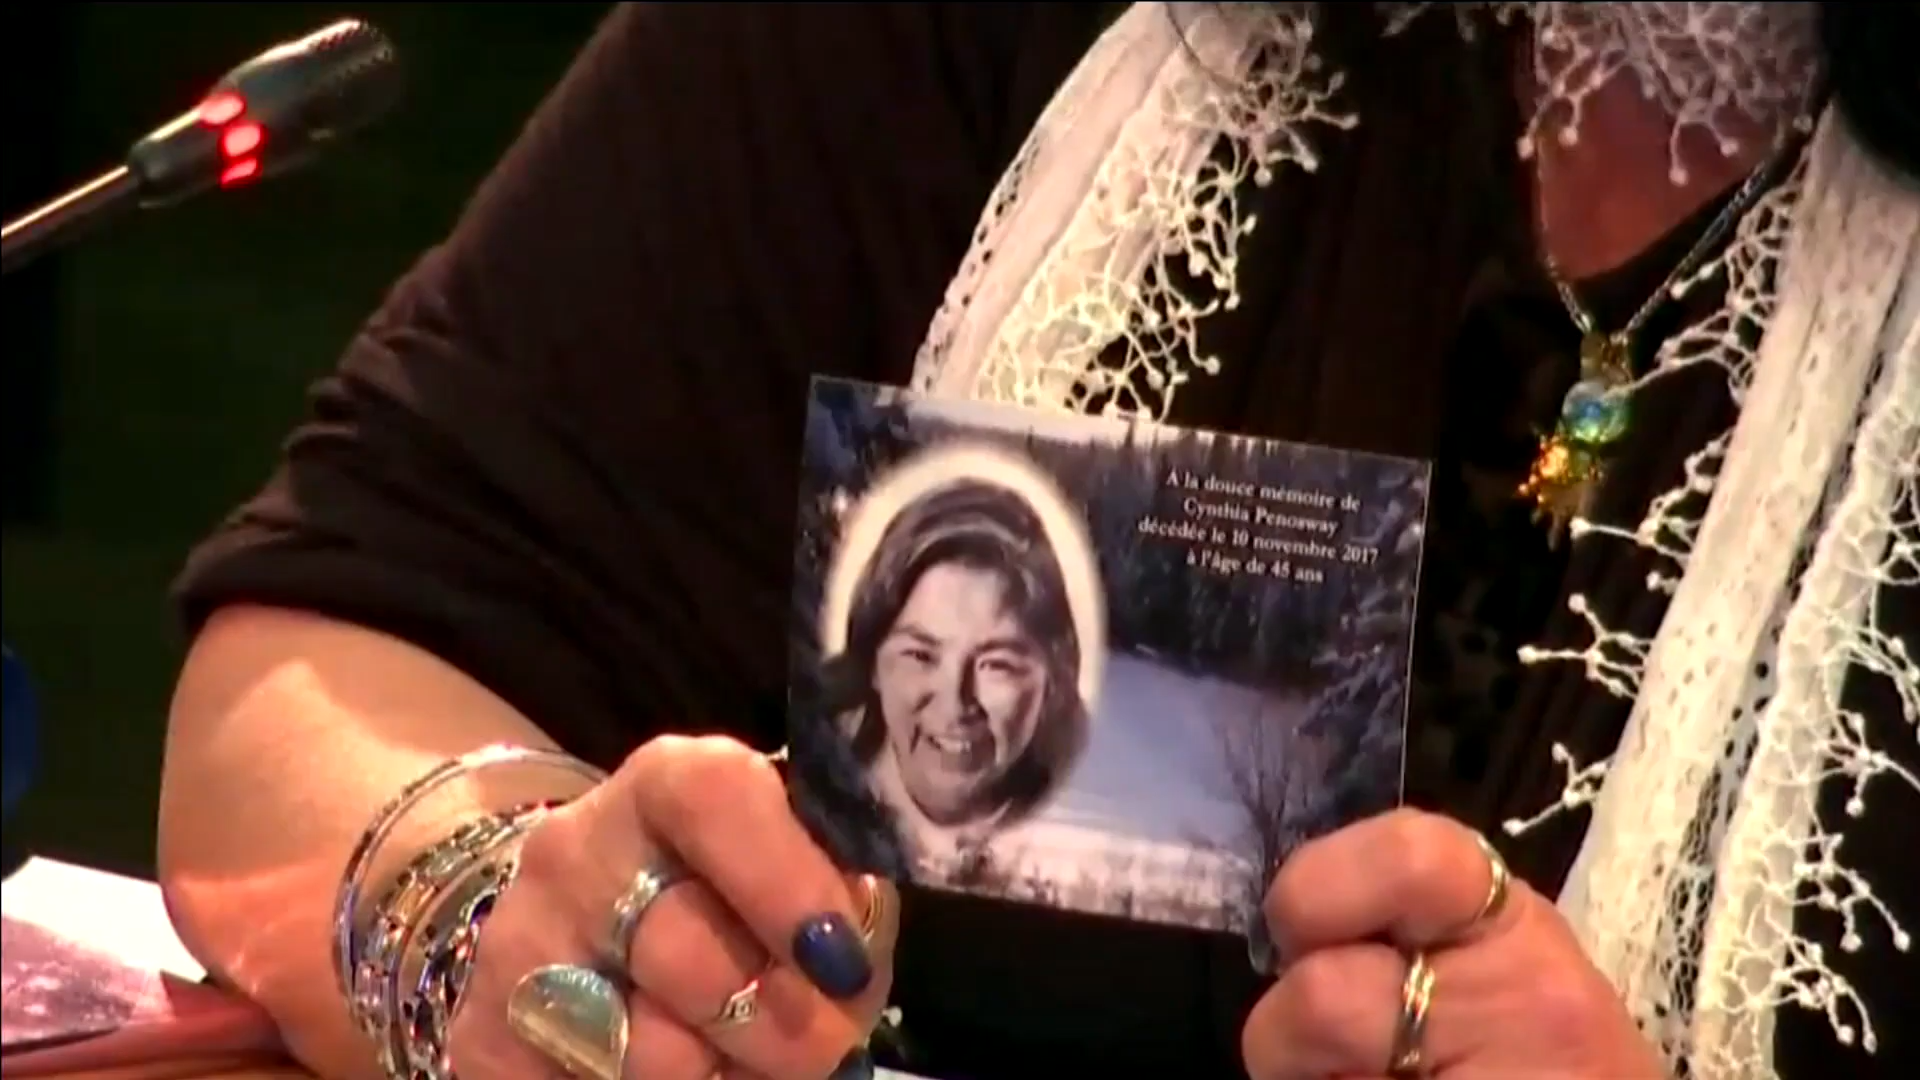 A la douce mémoire de
Cynthia Penosway
décédée le 10 novembre 2017
à l'âge de 45 ans